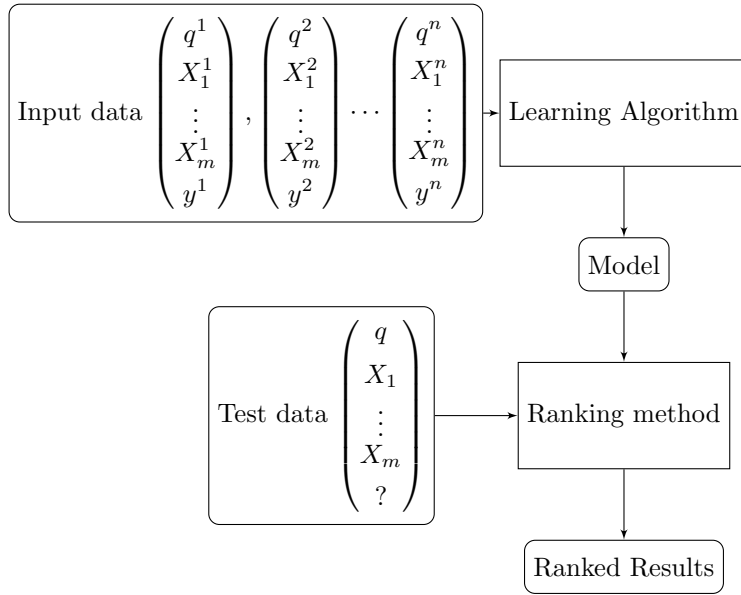 Input data
q^1
X_1^1
⋮
X_m^1
y^1
,
q^2
X_1^2
⋮
X_m^2
y^2
⋯
q^n
X_1^n
⋮
X_m^n
y^n
Learning Algorithm
Model
Test data
q
X_1
⋮
X_m
?
Ranking method
Ranked Results